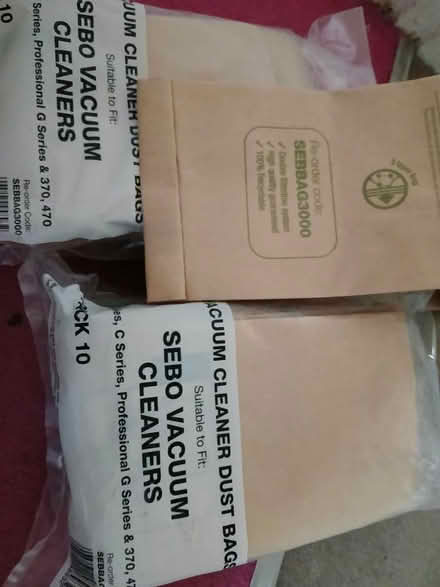 10
UUM CLEANER DUST BAGS
Suitable to Fit:
SEBO VACUUM
CLEANERS
Series, Professional G Series & 370, 470
Re-order Code:
SEBBAG3000
Re-order code:
SEBBAG3000
✓ Double filtration system
✓ High quality guaranteed
✓ 100% Recyclable
ACUUM CLEANER DUST BAGS
Suitable to Fit:
SEBO VACUUM
CLEANERS
es, C Series, Professional G Series & 370, 47
CK 10
Re-order
SEBBAG